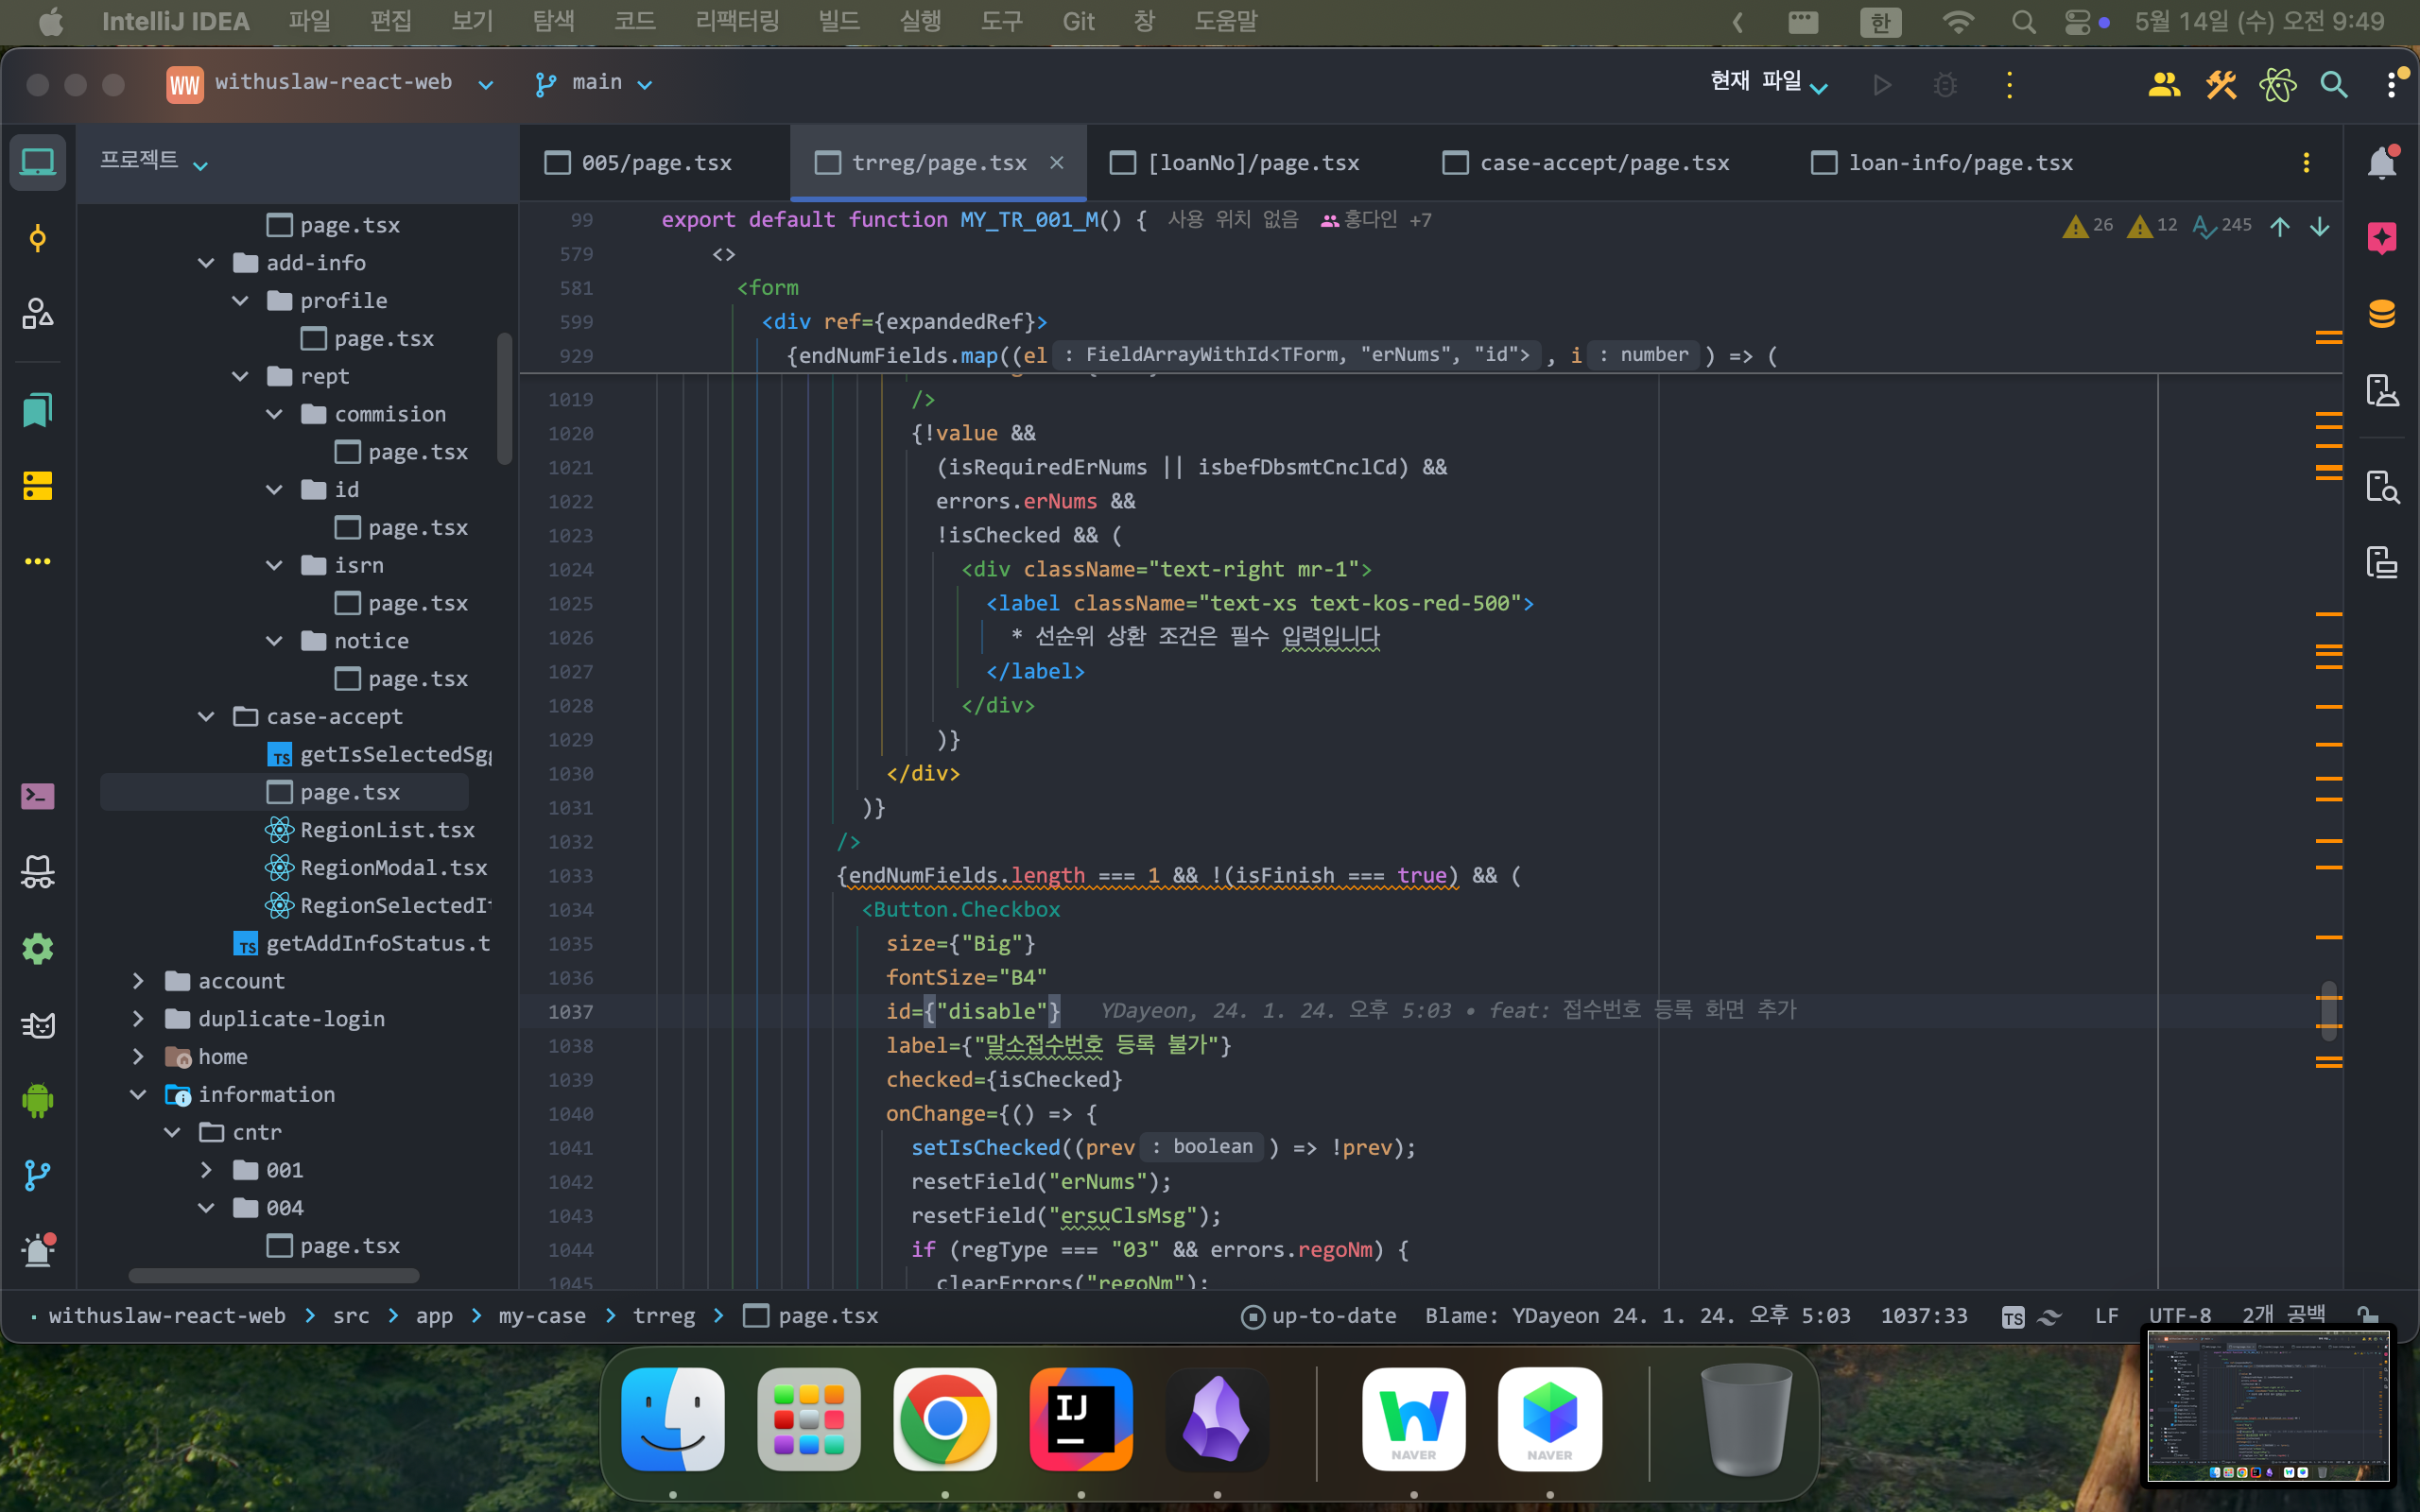 IntelliJ IDEA 파일 편집 보기 탐색 코드 리팩터링 빌드 실행 도구 Git 창 도움말 한 5월 14일 (수) 오전 9:49
WW withuslaw-react-web main 현재 파일
프로젝트
005/page.tsx trreg/page.tsx [loanNo]/page.tsx case-accept/page.tsx loan-info/page.tsx
page.tsx
add-info
profile
page.tsx
rept
commision
page.tsx
id
page.tsx
isrn
page.tsx
notice
page.tsx
case-accept
TS getIsSelectedSg
page.tsx
RegionList.tsx
RegionModal.tsx
RegionSelectedI
TS getAddInfoStatus.t
account
duplicate-login
home
information
cntr
001
004
page.tsx
99 export default function MY_TR_001_M() { 사용 위치 없음 홍다인 +7
26 12 245
579 <>
581 <form
599 <div ref={expandedRef}>
929 {endNumFields.map((el : FieldArrayWithId<TForm, "erNums", "id"> , i : number ) => (
1019 />
1020 {!value &&
1021 (isRequiredErNums || isbefDbsmtCnclCd) &&
1022 errors.erNums &&
1023 !isChecked && (
1024 <div className="text-right mr-1">
1025 <label className="text-xs text-kos-red-500">
1026 * 선순위 상환 조건은 필수 입력입니다
1027 </label>
1028 </div>
1029 )}
1030 </div>
1031 )}
1032 />
1033 {endNumFields.length === 1 && !(isFinish === true) && (
1034 <Button.Checkbox
1035 size={"Big"}
1036 fontSize="B4"
1037 id={"disable"} YDayeon, 24. 1. 24. 오후 5:03 • feat: 접수번호 등록 화면 추가
1038 label={"말소접수번호 등록 불가"}
1039 checked={isChecked}
1040 onChange={() => {
1041 setIsChecked((prev : boolean ) => !prev);
1042 resetField("erNums");
1043 resetField("ersuClsMsg");
1044 if (regType === "03" && errors.regoNm) {
1045 clearErrors("regoNm");
withuslaw-react-web > src > app > my-case > trreg > page.tsx up-to-date Blame: YDayeon 24. 1. 24. 오후 5:03 1037:33 TS LF UTF-8 2개 공백
IJ
NAVER
NAVER